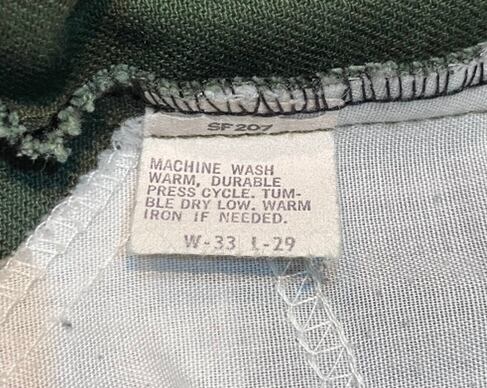 SF207
MACHINE WASH
WARM, DURABLE
PRESS CYCLE. TUM-
BLE DRY LOW. WARM
IRON IF NEEDED.
W-33 L-29